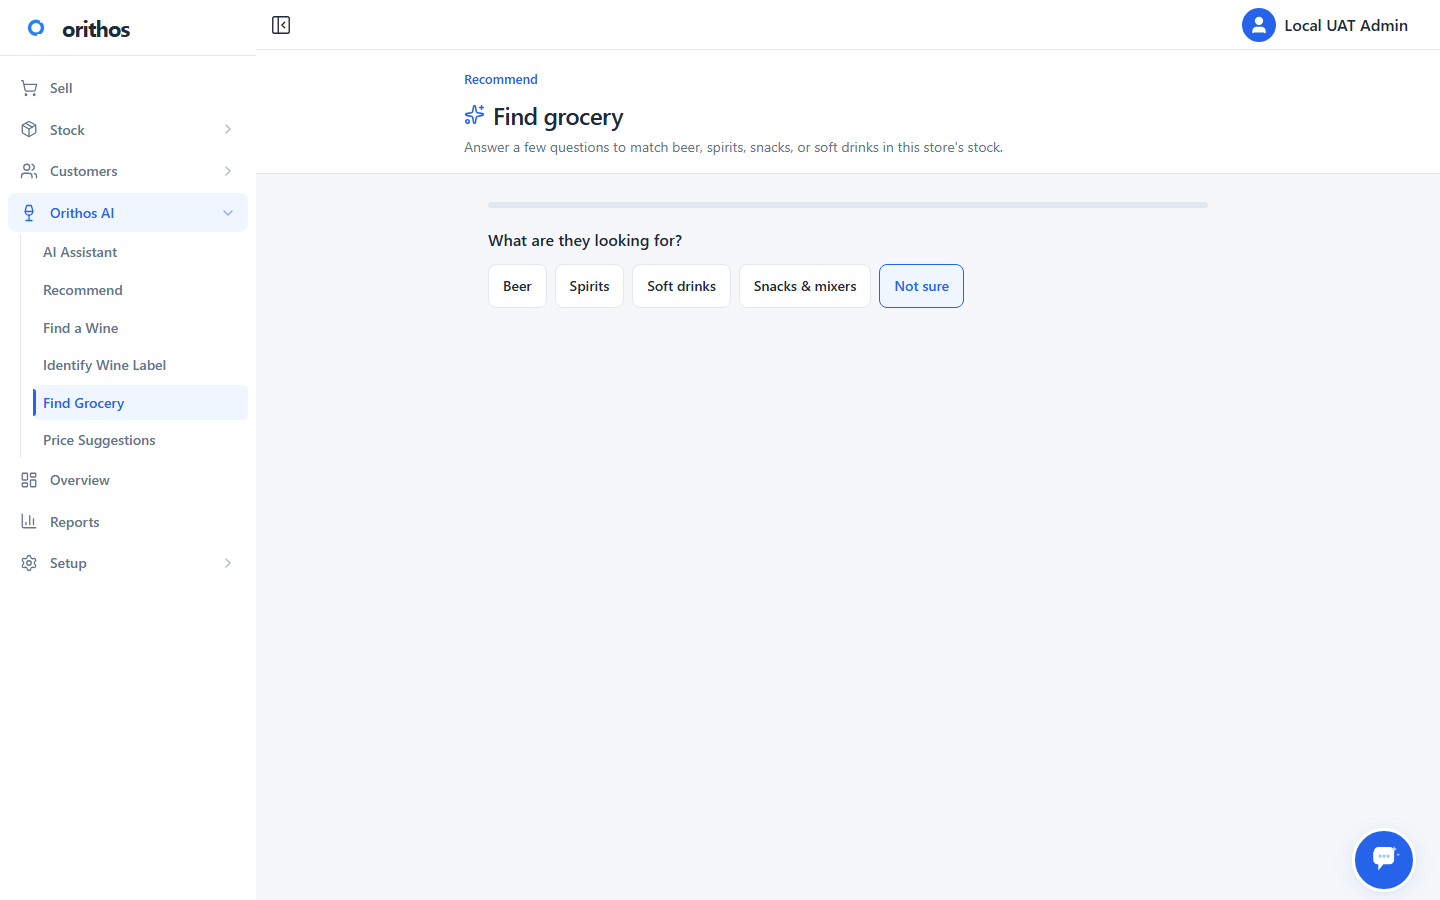 orithos
Local UAT Admin
Sell
Stock
Customers
Orithos AI
AI Assistant
Recommend
Find a Wine
Identify Wine Label
Find Grocery
Price Suggestions
Overview
Reports
Setup
Recommend
Find grocery
Answer a few questions to match beer, spirits, snacks, or soft drinks in this store's stock.
What are they looking for?
Beer Spirits Soft drinks Snacks & mixers Not sure